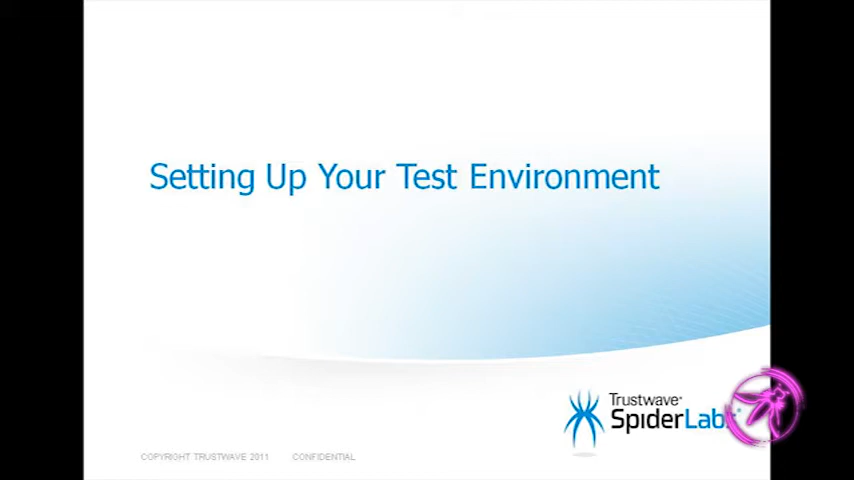 Setting Up Your Test Environment
Trustwave®
SpiderLabs®
COPYRIGHT TRUSTWAVE 2011 CONFIDENTIAL